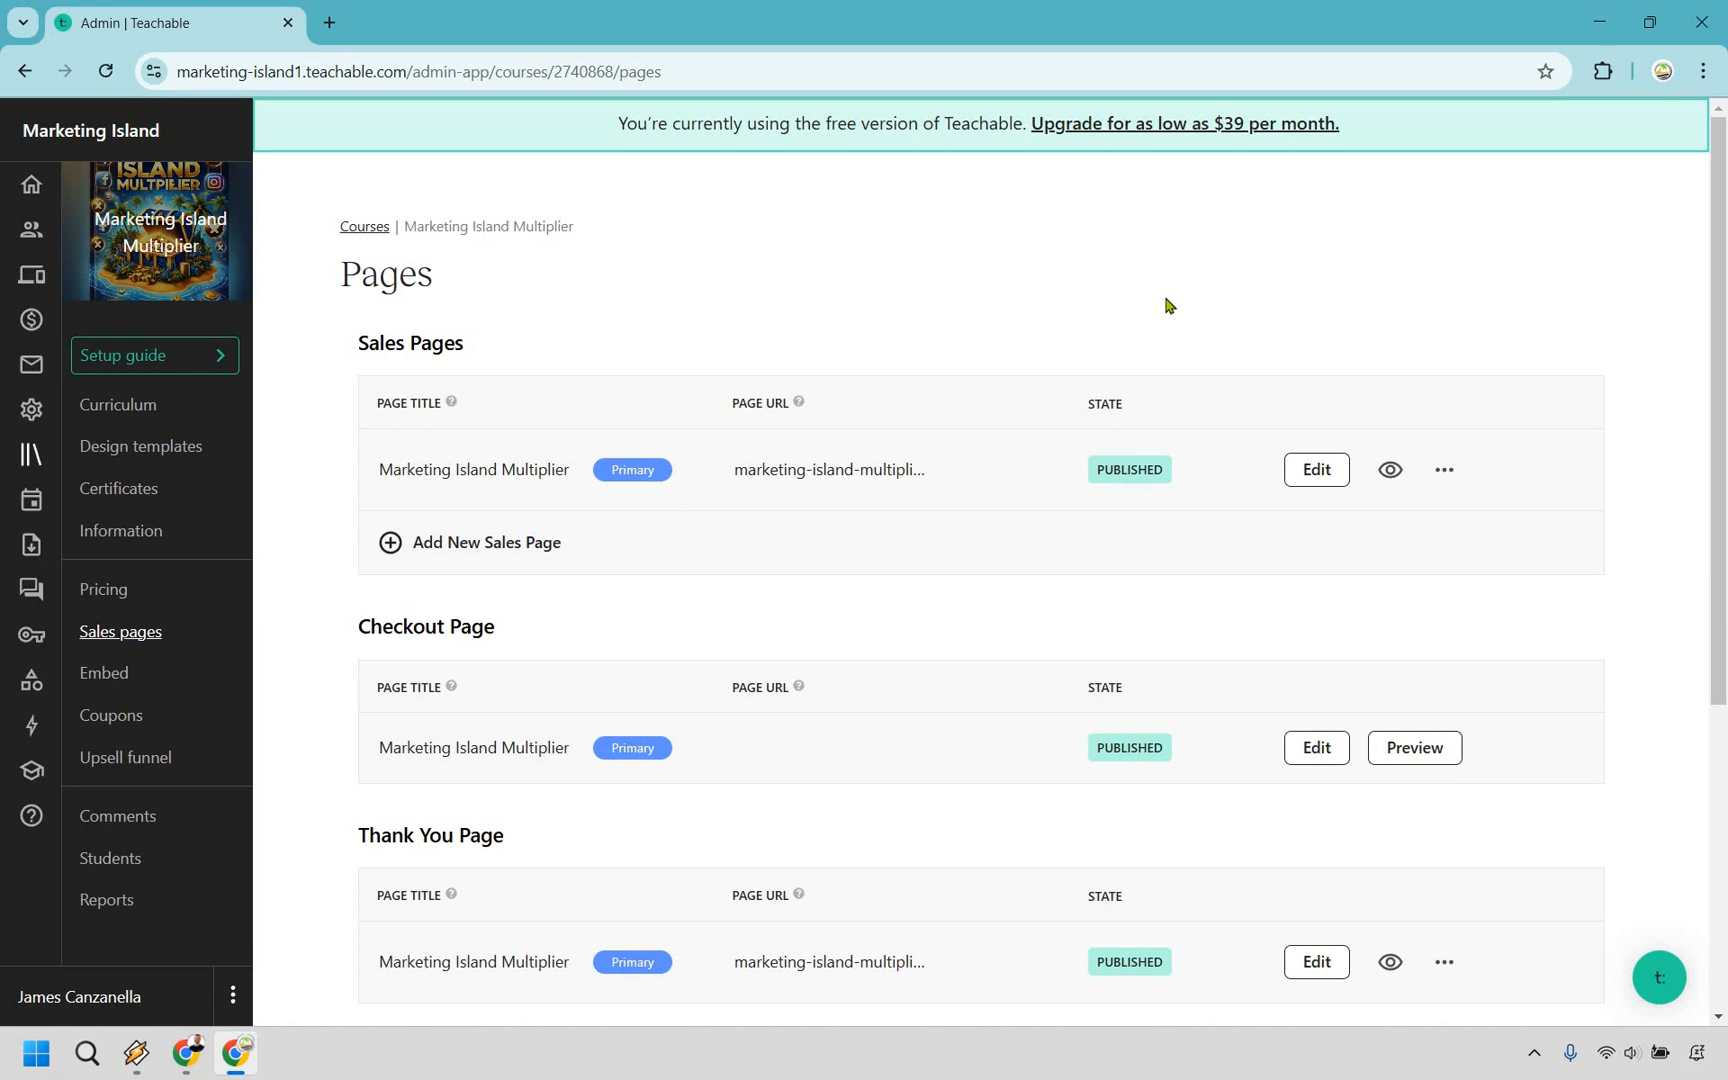 Admin | Teachable
marketing-island1.teachable.com/admin-app/courses/2740868/pages
Marketing Island
You're currently using the free version of Teachable. Upgrade for as low as $39 per month.
ISLAND
MULTIPLIER
Marketing Island
Multiplier
Setup guide
Curriculum
Design templates
Certificates
Information
Pricing
Sales pages
Embed
Coupons
Upsell funnel
Comments
Students
Reports
James Canzanella
Courses | Marketing Island Multiplier
Pages
Sales Pages
PAGE TITLE PAGE URL STATE
Marketing Island Multiplier Primary marketing-island-multipli... PUBLISHED Edit
Add New Sales Page
Checkout Page
PAGE TITLE PAGE URL STATE
Marketing Island Multiplier Primary PUBLISHED Edit Preview
Thank You Page
PAGE TITLE PAGE URL STATE
Marketing Island Multiplier Primary marketing-island-multipli... PUBLISHED Edit
t: